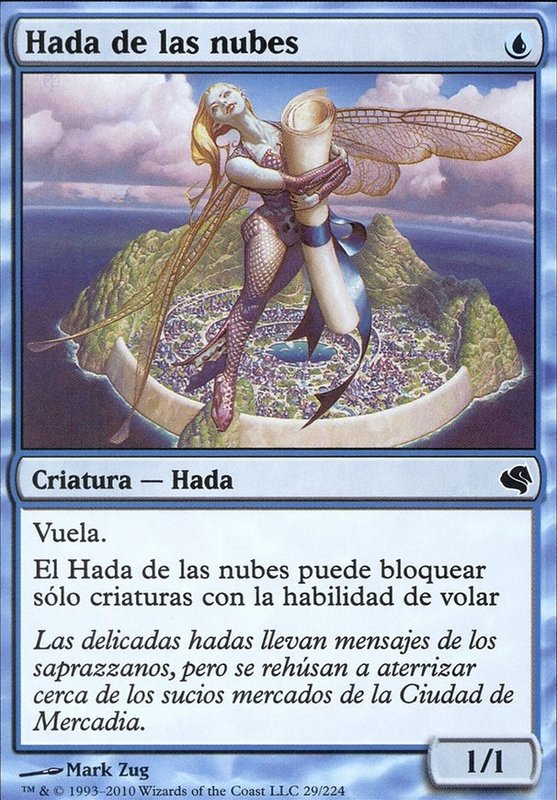 Hada de las nubes
Criatura — Hada
Vuela.
El Hada de las nubes puede bloquear
sólo criaturas con la habilidad de volar
Las delicadas hadas llevan mensajes de los
saprazzanos, pero se rehúsan a aterrizar
cerca de los sucios mercados de la Ciudad de
Mercadia.
1/1
Mark Zug
™ & © 1993–2010 Wizards of the Coast LLC 29/224